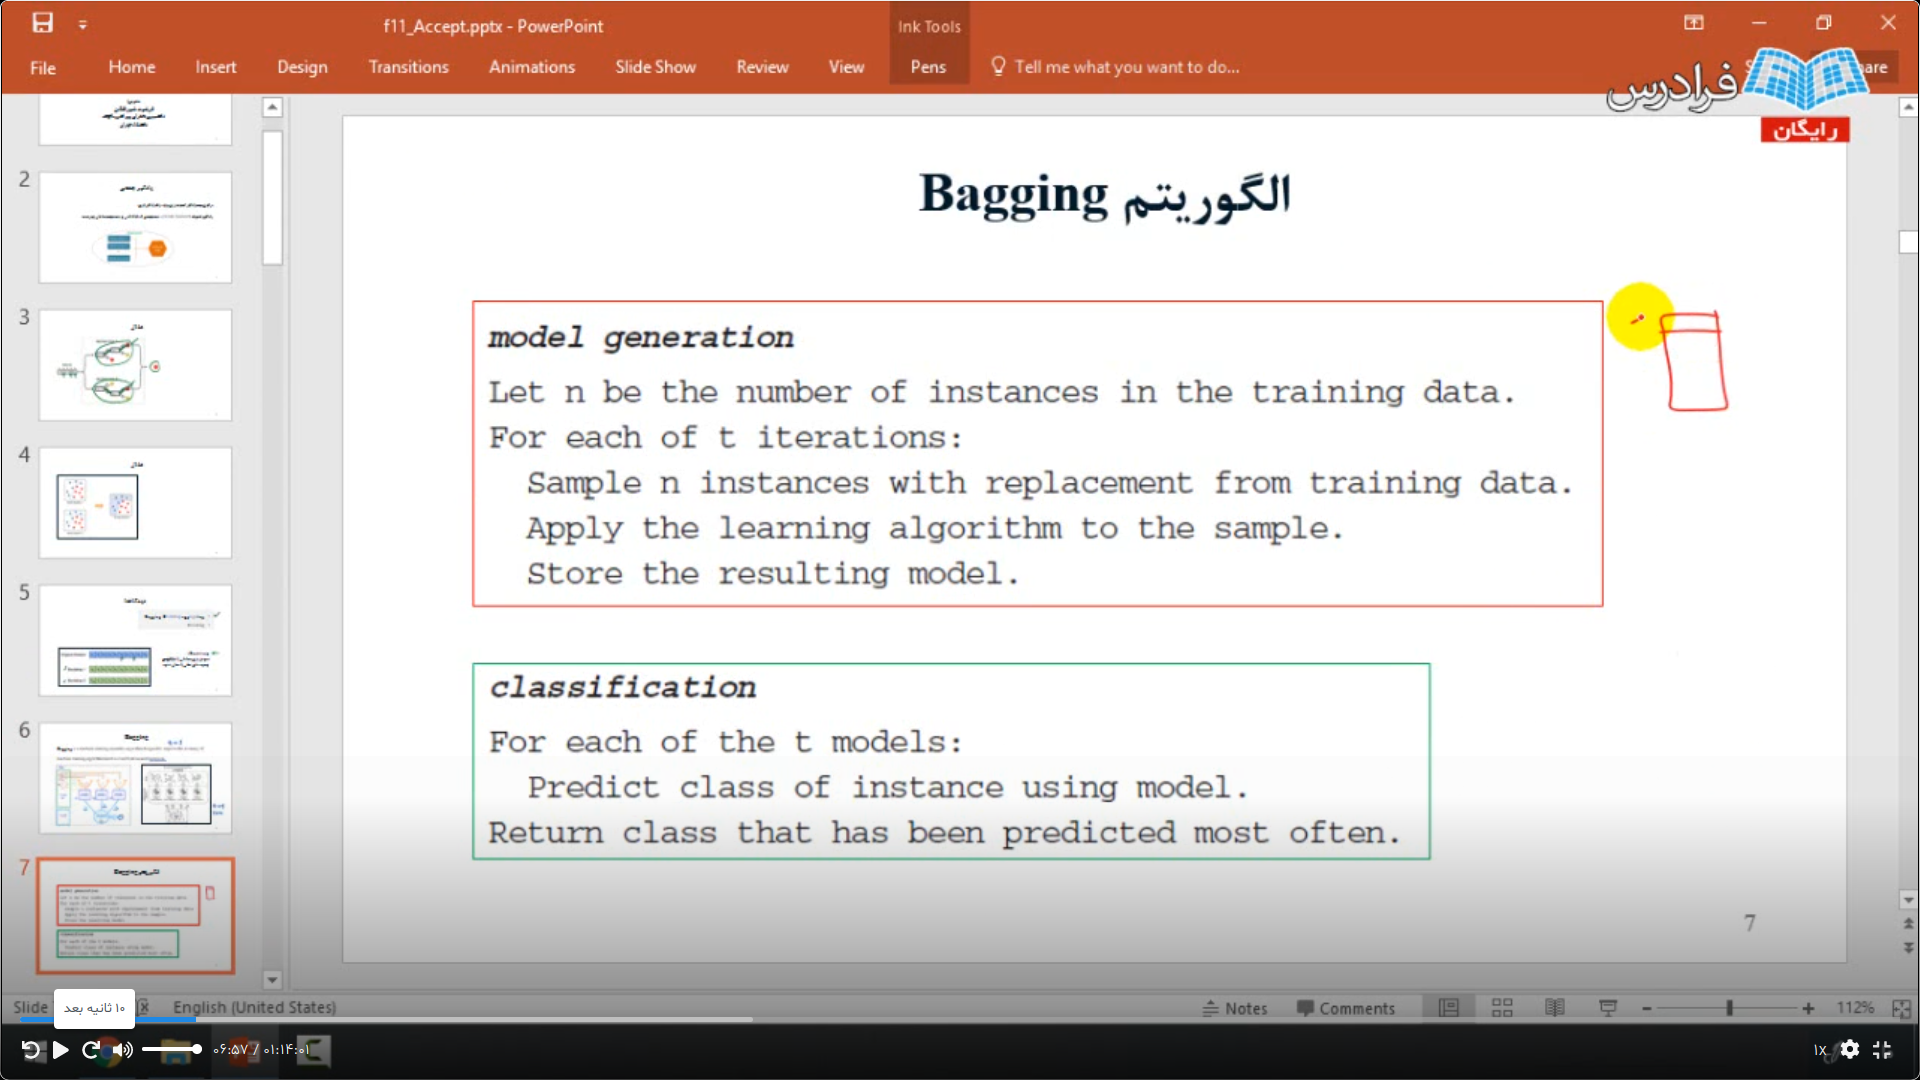 f11_Accept.pptx - PowerPoint
Ink Tools
File
Home
Insert
Design
Transitions
Animations
Slide Show
Review
View
Pens
Tell me what you want to do...
فرادرس
رایگان
2
3
مثال
4
مثال
5
6
Bagging
7
الگوریتم Bagging
model generation
Let n be the number of instances in the training data.
For each of t iterations:
Sample n instances with replacement from training data.
Apply the learning algorithm to the sample.
Store the resulting model.
classification
For each of the t models:
Predict class of instance using model.
Return class that has been predicted most often.
7
Slide
۱۰ ثانیه بعد
English (United States)
Notes
Comments
112%
۰۶:۵۷ / ۰۱:۱۴:۰۱
۱x